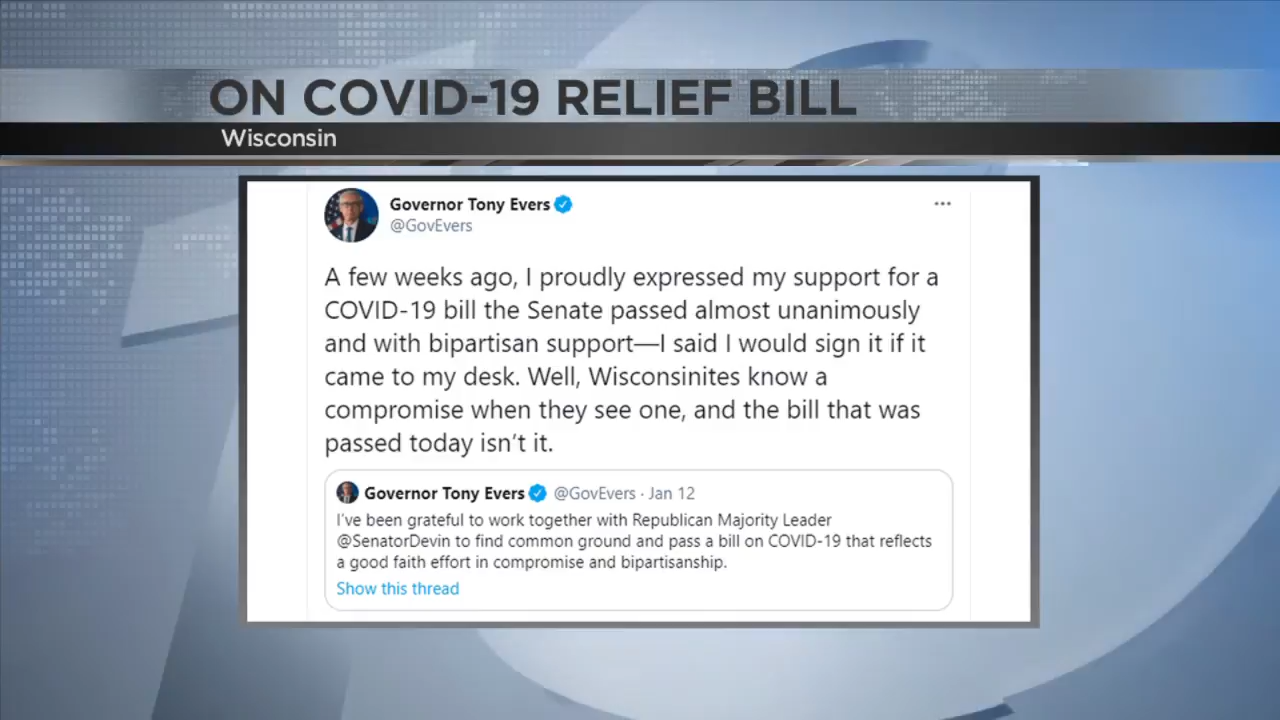 ON COVID-19 RELIEF BILL
Wisconsin
Governor Tony Evers
@GovEvers
A few weeks ago, I proudly expressed my support for a
COVID-19 bill the Senate passed almost unanimously
and with bipartisan support—I said I would sign it if it
came to my desk. Well, Wisconsinites know a
compromise when they see one, and the bill that was
passed today isn't it.
Governor Tony Evers @GovEvers · Jan 12
I've been grateful to work together with Republican Majority Leader
@SenatorDevin to find common ground and pass a bill on COVID-19 that reflects
a good faith effort in compromise and bipartisanship.
Show this thread